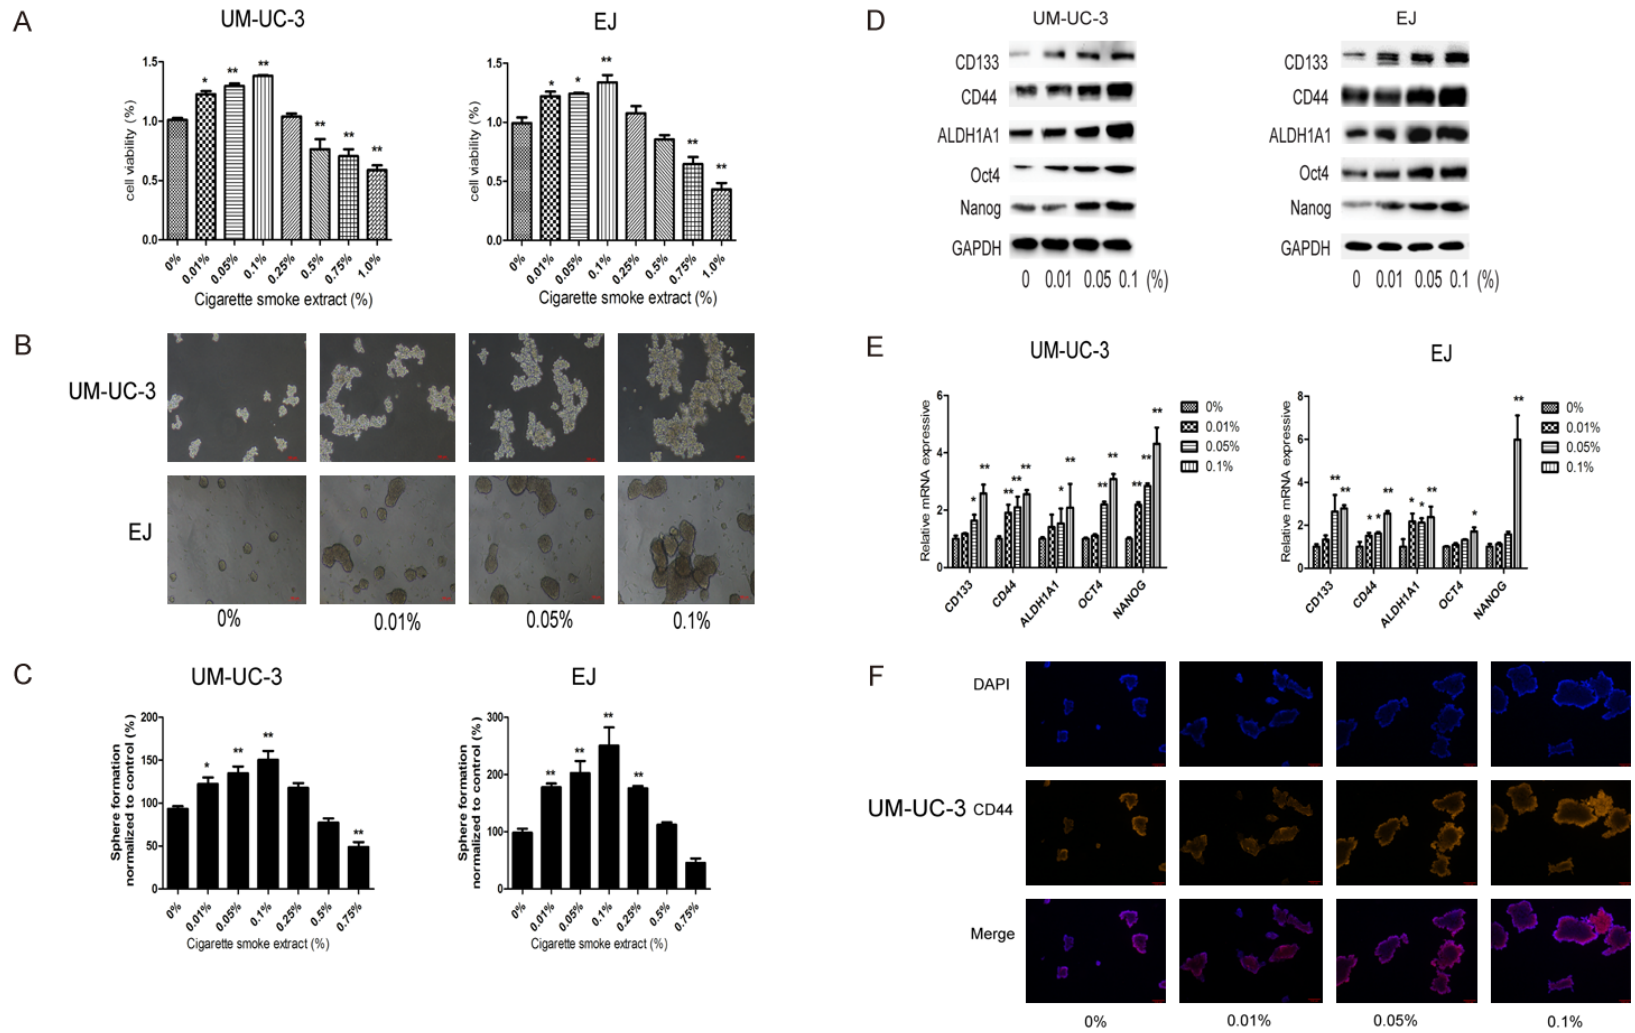 A
UM-UC-3
EJ
cell viability (%)
1.5
1.0
0.5
0.0
* ** ** ** ** **
0% 0.01% 0.05% 0.1% 0.25% 0.5% 0.75% 1.0%
Cigarette smoke extract (%)
cell viability (%)
1.5
1.0
0.5
0.0
* * ** ** **
0% 0.01% 0.05% 0.1% 0.25% 0.5% 0.75% 1.0%
Cigarette smoke extract (%)
B
UM-UC-3
EJ
0% 0.01% 0.05% 0.1%
C
UM-UC-3
EJ
Sphere formation
normalized to control (%)
200
150
100
50
0
* ** ** **
0% 0.01% 0.05% 0.1% 0.25% 0.5% 0.75%
Cigarette smoke extract (%)
Sphere formation
normalized to control (%)
300
200
100
0
** ** ** **
0% 0.01% 0.05% 0.1% 0.25% 0.5% 0.75%
Cigarette smoke extract (%)
D
UM-UC-3
CD133
CD44
ALDH1A1
Oct4
Nanog
GAPDH
0 0.01 0.05 0.1 (%)
EJ
CD133
CD44
ALDH1A1
Oct4
Nanog
GAPDH
0 0.01 0.05 0.1 (%)
E
UM-UC-3
Relative mRNA expressive
6
4
2
0
* ** ** ** ** * ** ** ** ** ** **
CD133 CD44 ALDH1A1 OCT4 NANOG
0%
0.01%
0.05%
0.1%
EJ
Relative mRNA expressive
8
6
4
2
0
** ** * * ** * * ** * **
CD133 CD44 ALDH1A1 OCT4 NANOG
0%
0.01%
0.05%
0.1%
F
DAPI
UM-UC-3 CD44
Merge
0% 0.01% 0.05% 0.1%